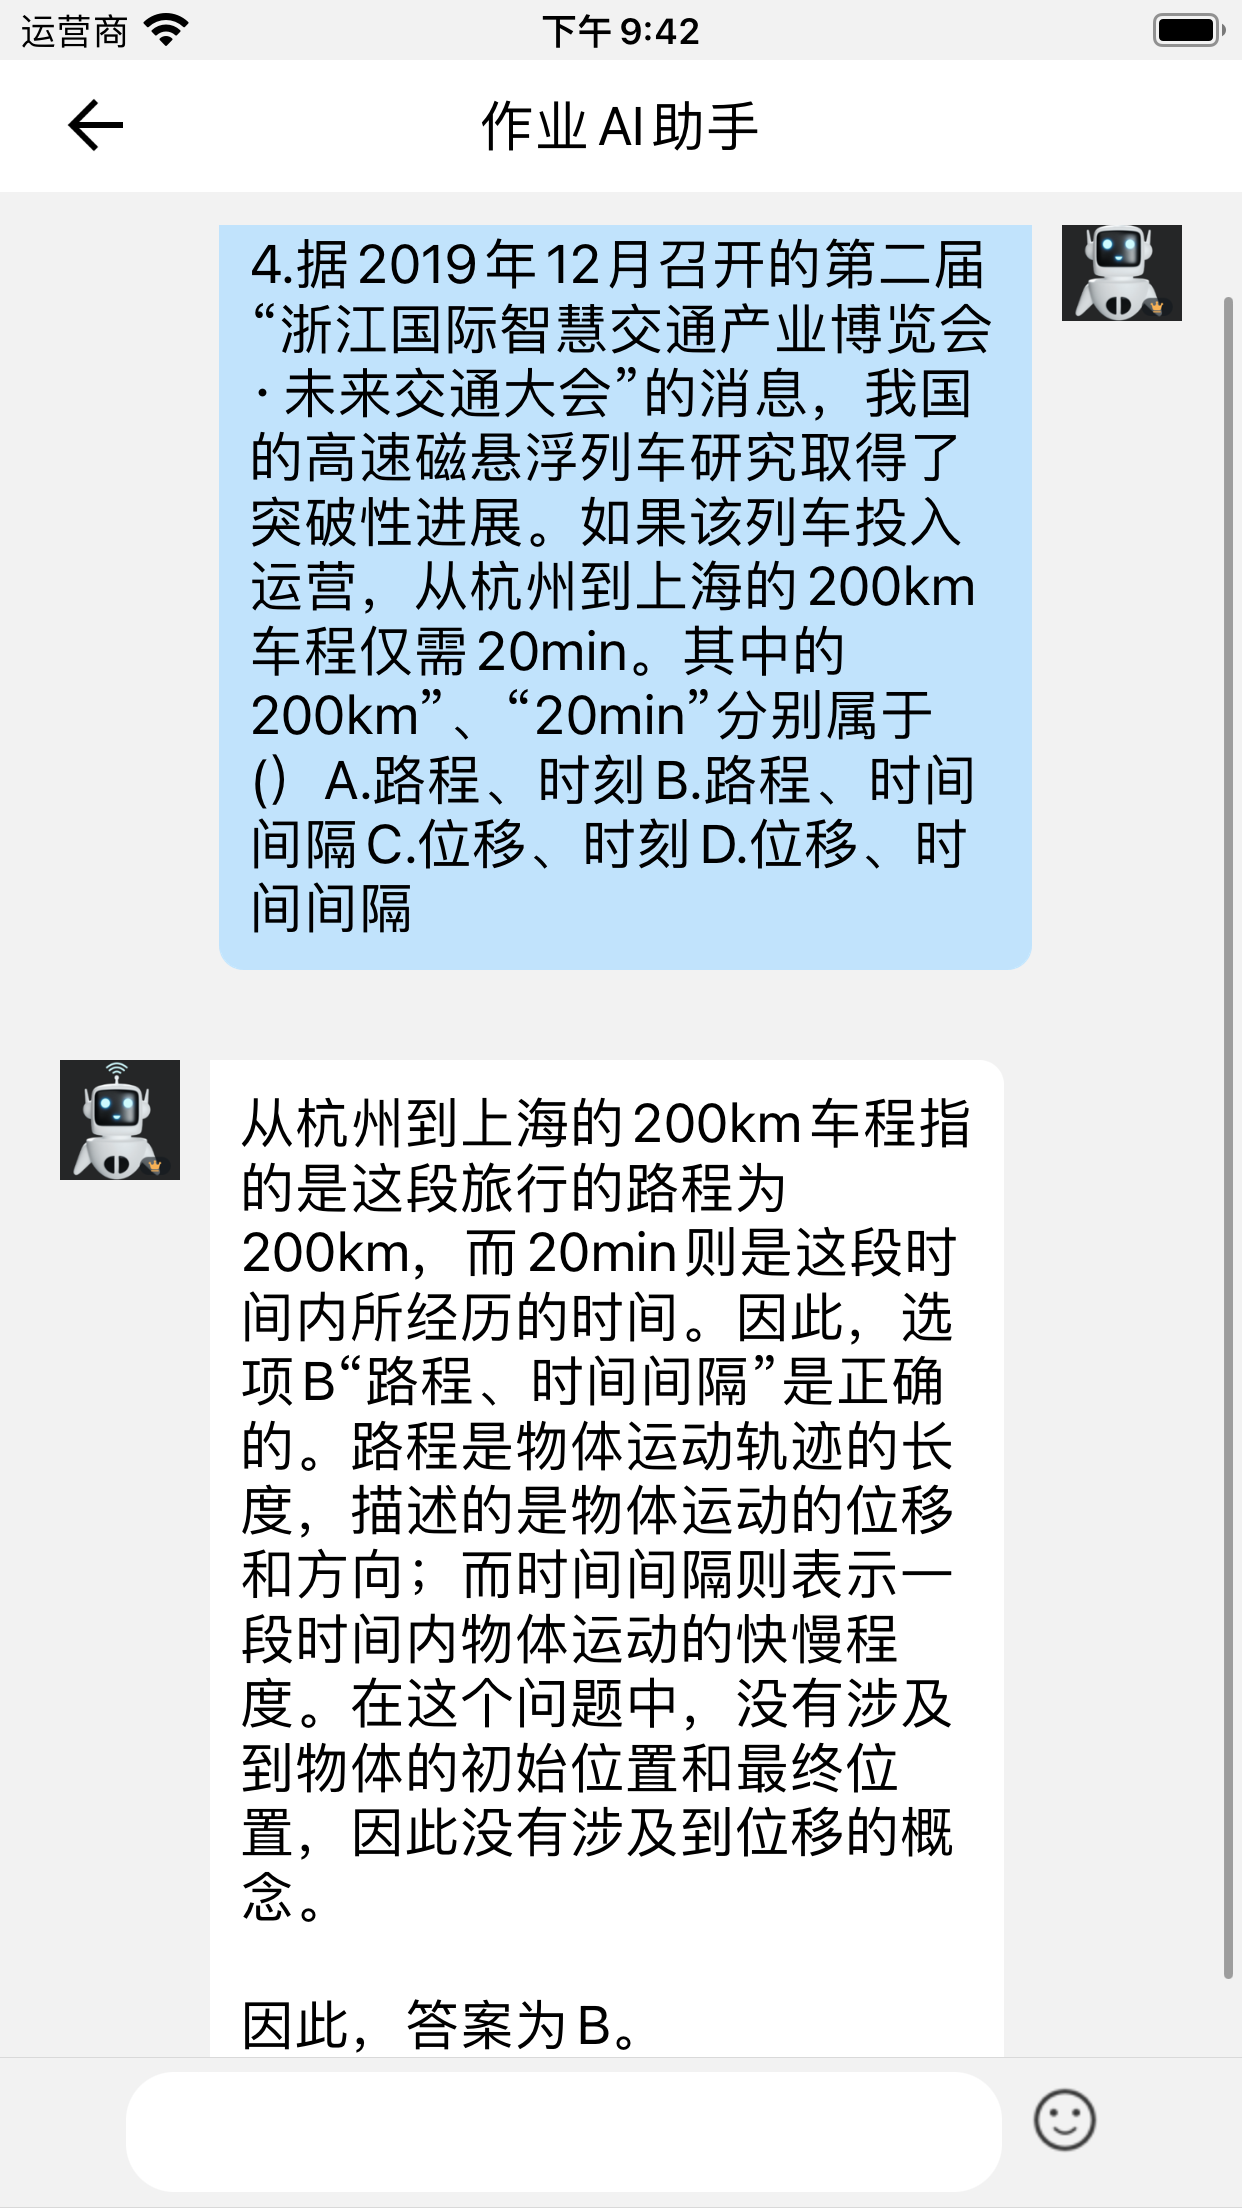 运营商
下午 9:42
作业AI助手
4.据2019年12月召开的第二届
“浙江国际智慧交通产业博览会
·未来交通大会”的消息，我国
的高速磁悬浮列车研究取得了
突破性进展。如果该列车投入
运营，从杭州到上海的200km
车程仅需20min。其中的
200km”、“20min”分别属于
()  A.路程、时刻B.路程、时间
间隔C.位移、时刻D.位移、时
间间隔
从杭州到上海的200km车程指
的是这段旅行的路程为
200km，而20min则是这段时
间内所经历的时间。因此，选
项B“路程、时间间隔”是正确
的。路程是物体运动轨迹的长
度，描述的是物体运动的位移
和方向；而时间间隔则表示一
段时间内物体运动的快慢程
度。在这个问题中，没有涉及
到物体的初始位置和最终位
置，因此没有涉及到位移的概
念。
因此，答案为B。